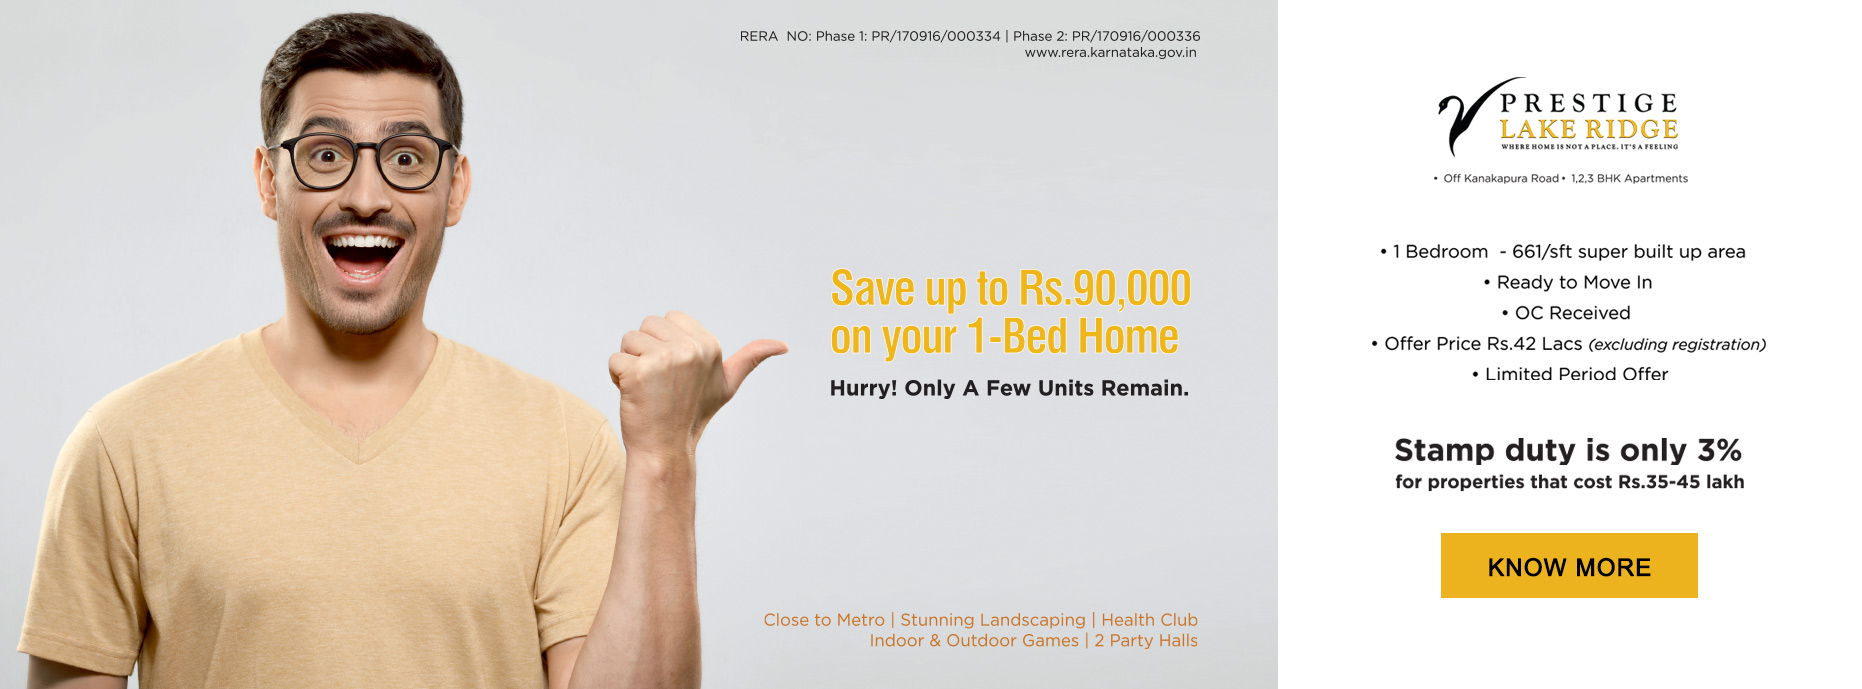 RERA NO: Phase 1: PR/170916/000334 | Phase 2: PR/170916/000336
www.rera.karnataka.gov.in
Save up to Rs.90,000
on your 1-Bed Home
Hurry! Only A Few Units Remain.
Close to Metro | Stunning Landscaping | Health Club
Indoor & Outdoor Games | 2 Party Halls
PRESTIGE
LAKE RIDGE
WHERE HOME IS NOT A PLACE. IT'S A FEELING
• Off Kanakapura Road • 1,2,3 BHK Apartments
• 1 Bedroom - 661/sft super built up area
• Ready to Move In
• OC Received
• Offer Price Rs.42 Lacs (excluding registration)
• Limited Period Offer
Stamp duty is only 3%
for properties that cost Rs.35-45 lakh
KNOW MORE